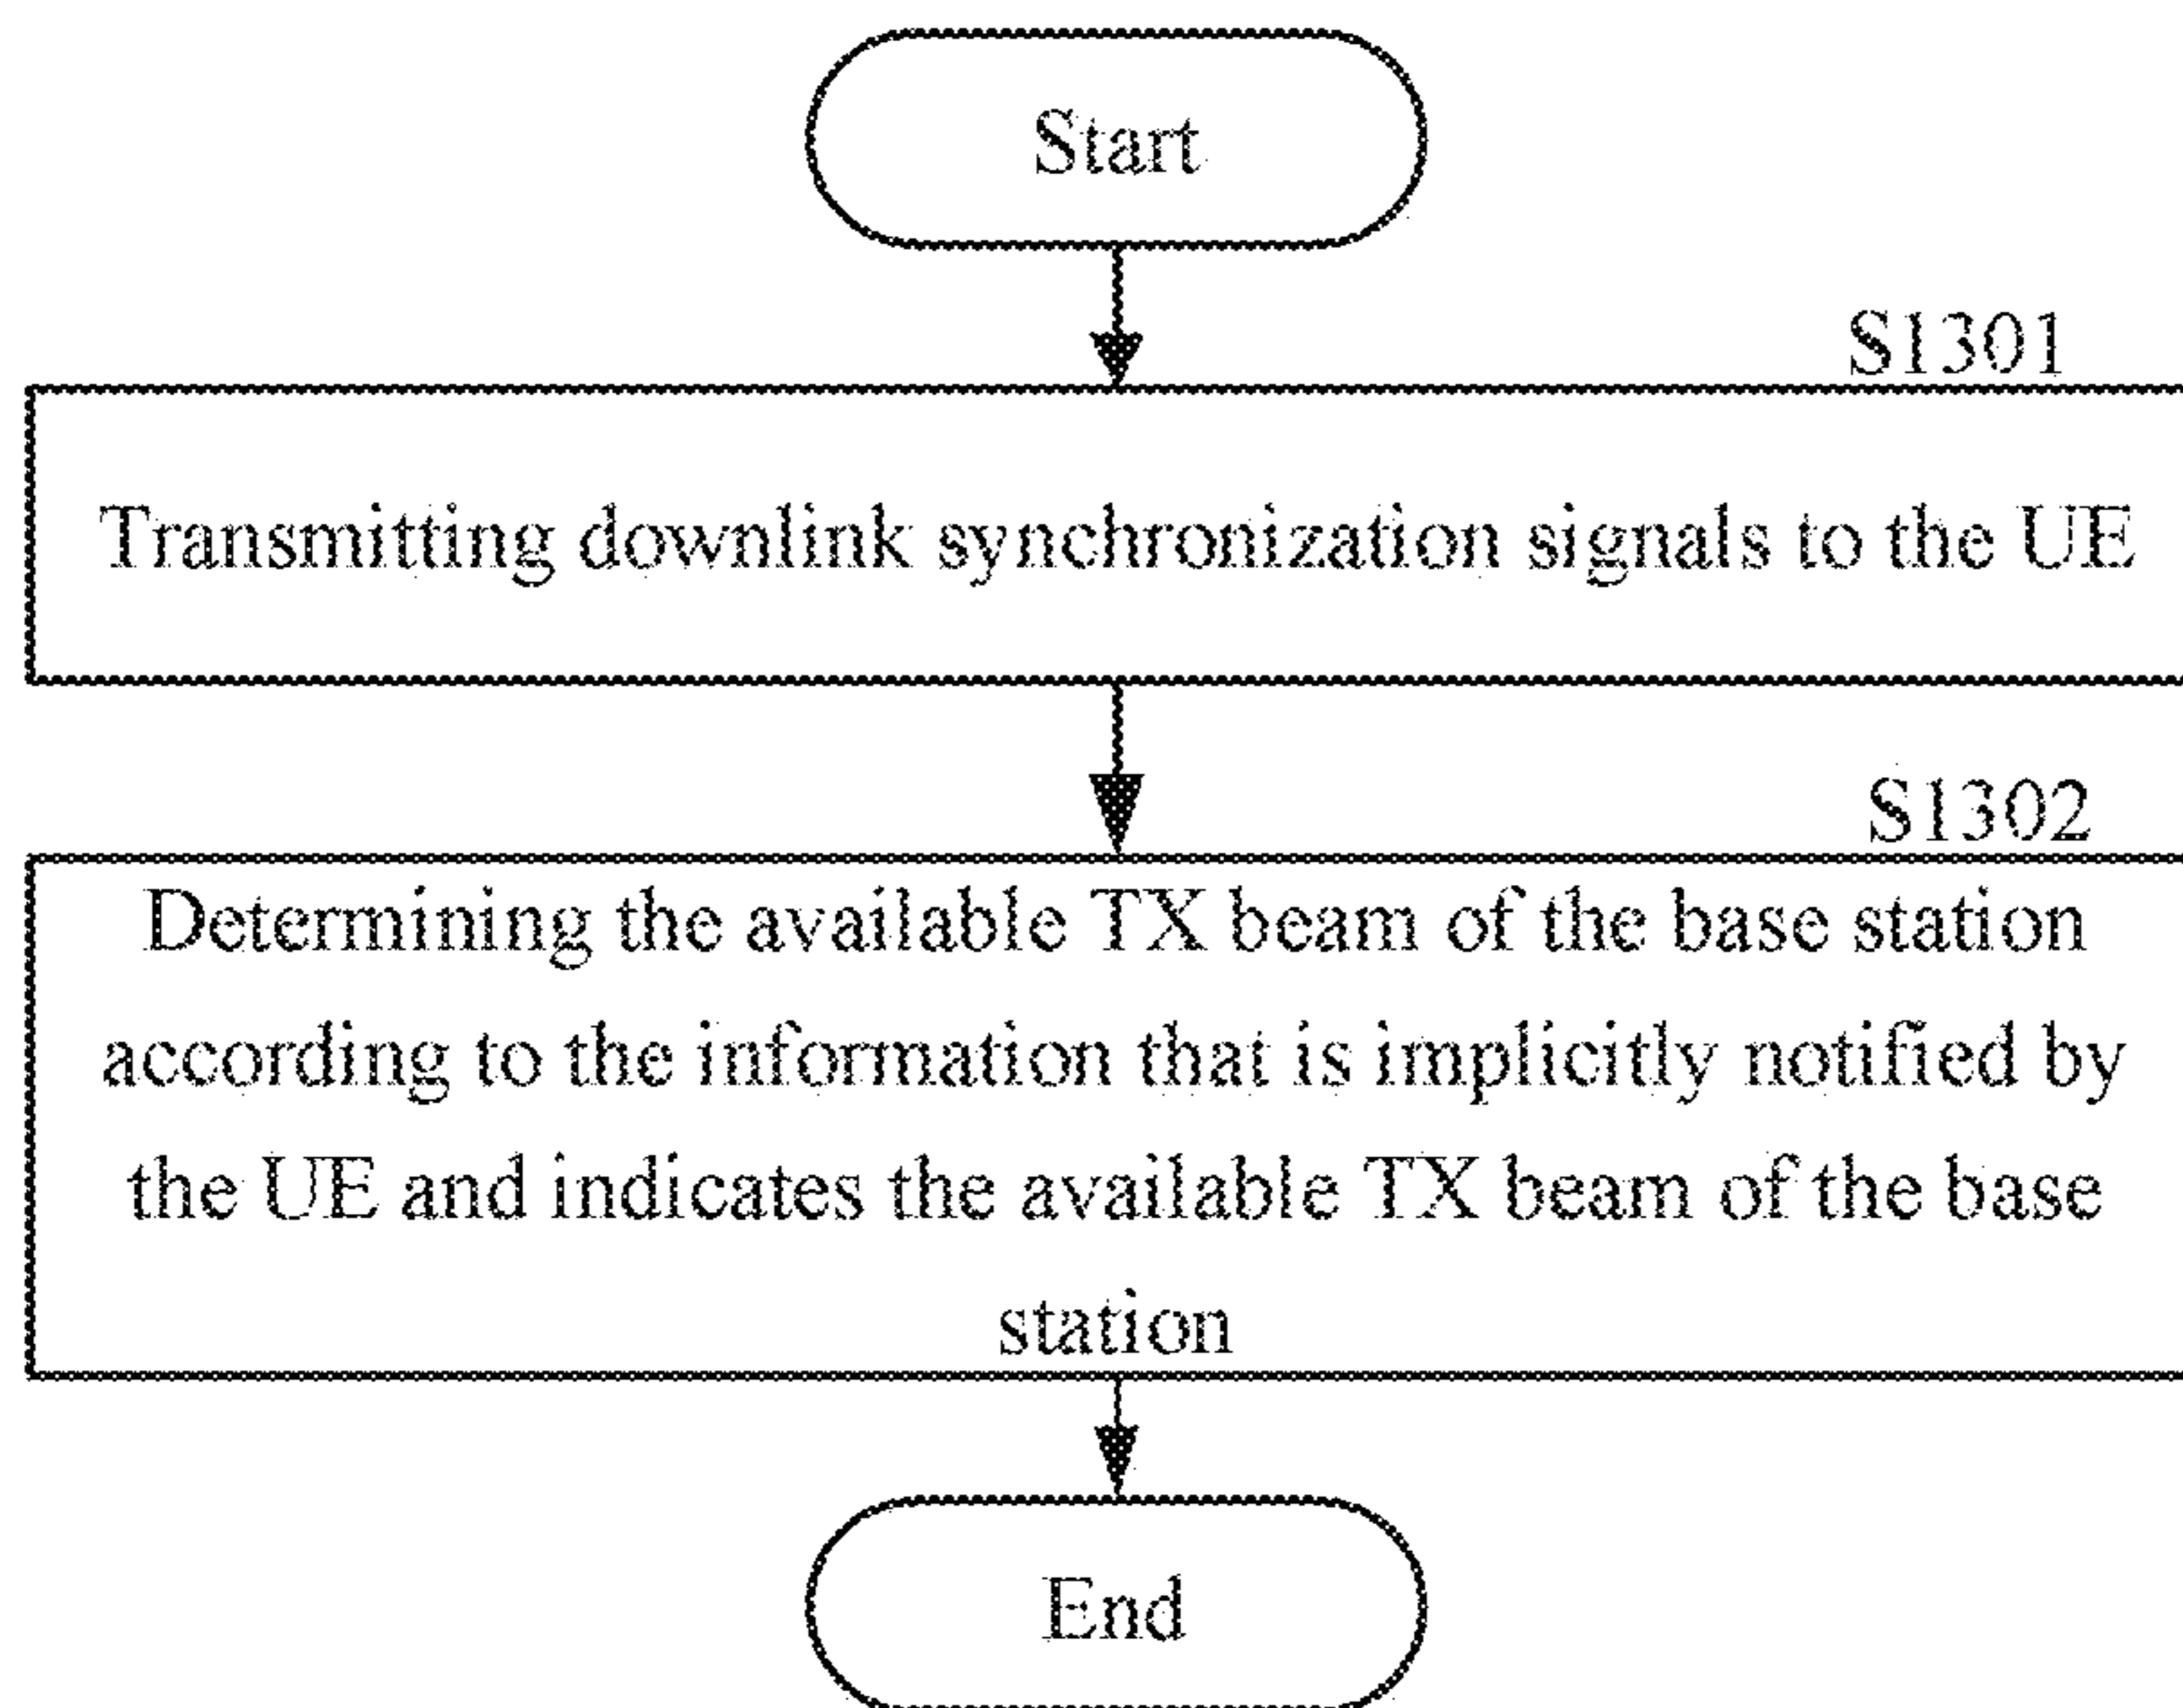 Start
S1301
Transmitting downlink synchronization signals to the UE
S1302
Determining the available TX beam of the base station
according to the information that is implicitly notified by
the UE and indicates the available TX beam of the base
station
End